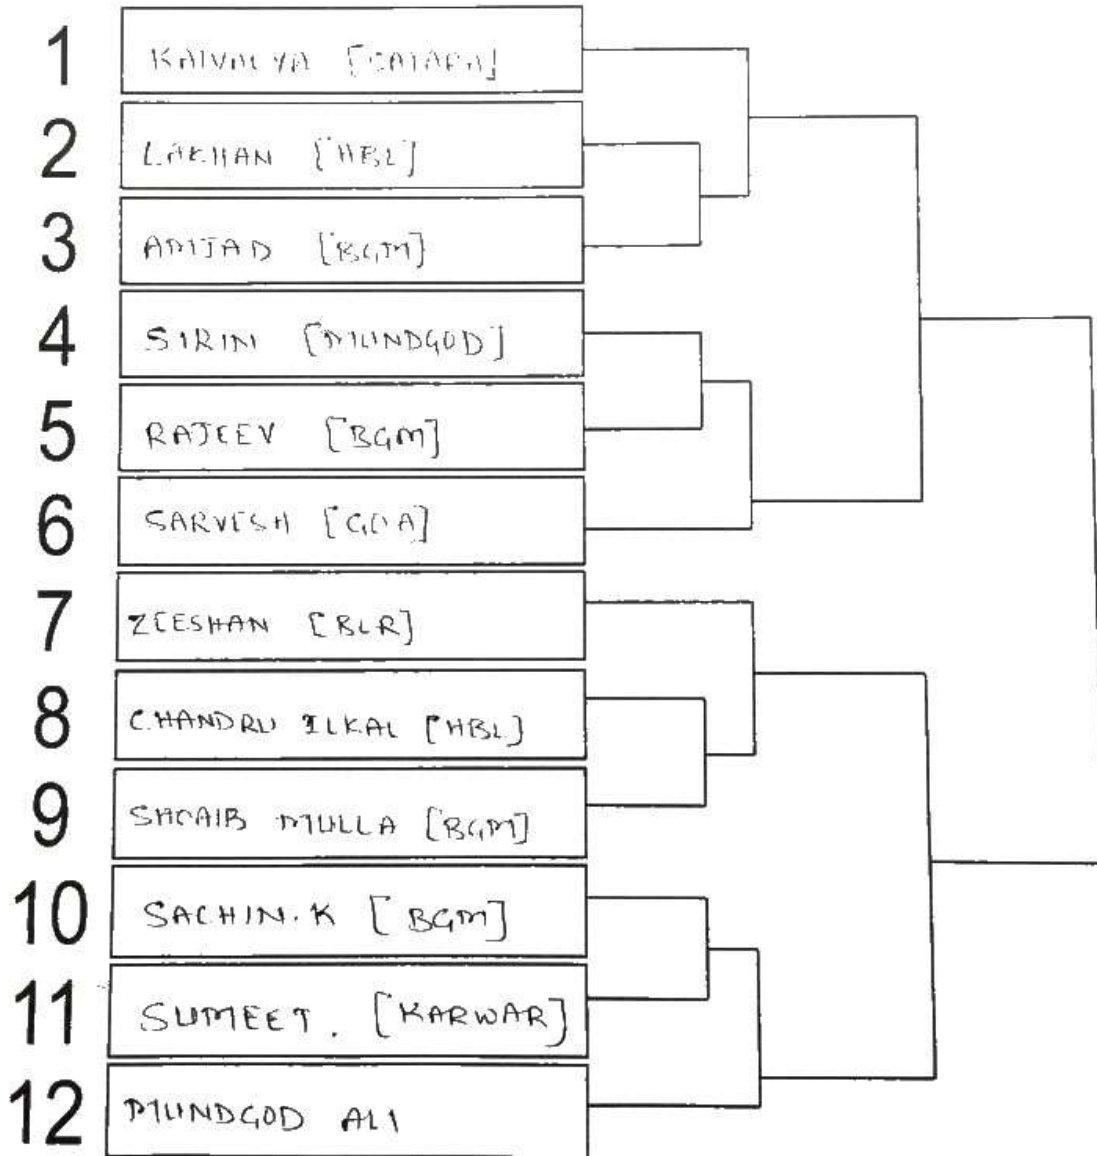 1 KAIVALYA [SATARA]
2 LAKHAN [HBL]
3 AMJAD [BGM]
4 SIRIN [MUNDGOD]
5 RAJEEV [BGM]
6 SARVESH [GOA]
7 ZEESHAN [BLR]
8 CHANDRU ILKAL [HBL]
9 SHOAIB MULLA [BGM]
10 SACHIN.K [BGM]
11 SUMEET. [KARWAR]
12 MUNDGOD ALI